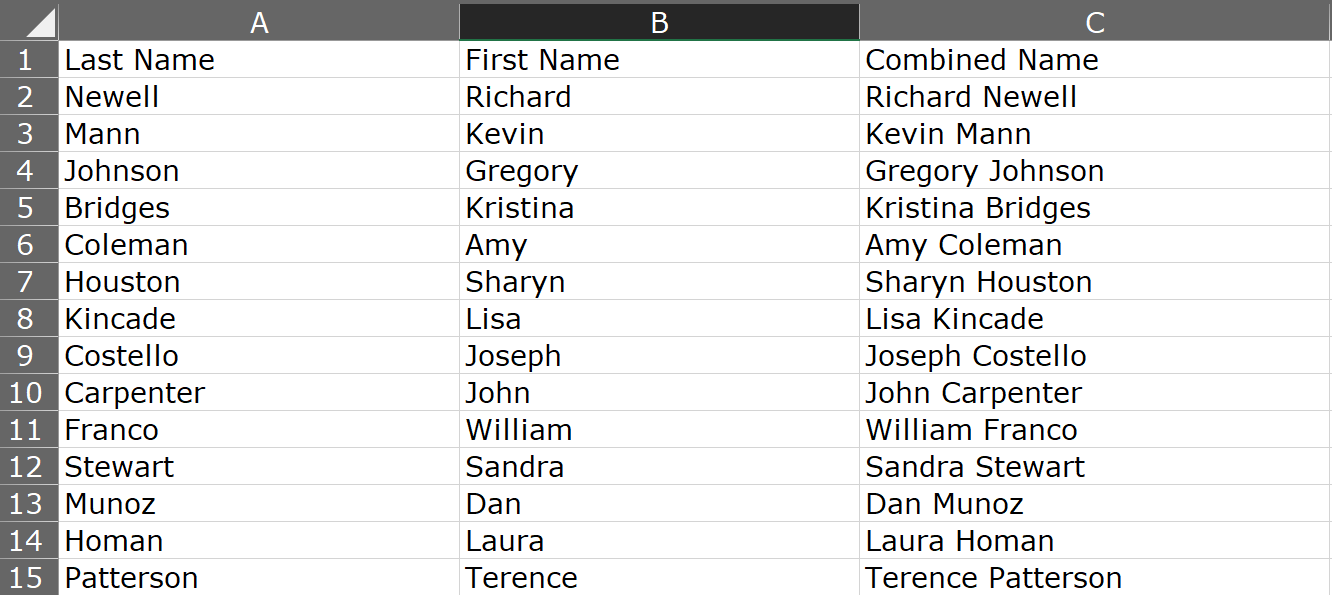 A B C
1 Last Name First Name Combined Name
2 Newell Richard Richard Newell
3 Mann Kevin Kevin Mann
4 Johnson Gregory Gregory Johnson
5 Bridges Kristina Kristina Bridges
6 Coleman Amy Amy Coleman
7 Houston Sharyn Sharyn Houston
8 Kincade Lisa Lisa Kincade
9 Costello Joseph Joseph Costello
10 Carpenter John John Carpenter
11 Franco William William Franco
12 Stewart Sandra Sandra Stewart
13 Munoz Dan Dan Munoz
14 Homan Laura Laura Homan
15 Patterson Terence Terence Patterson